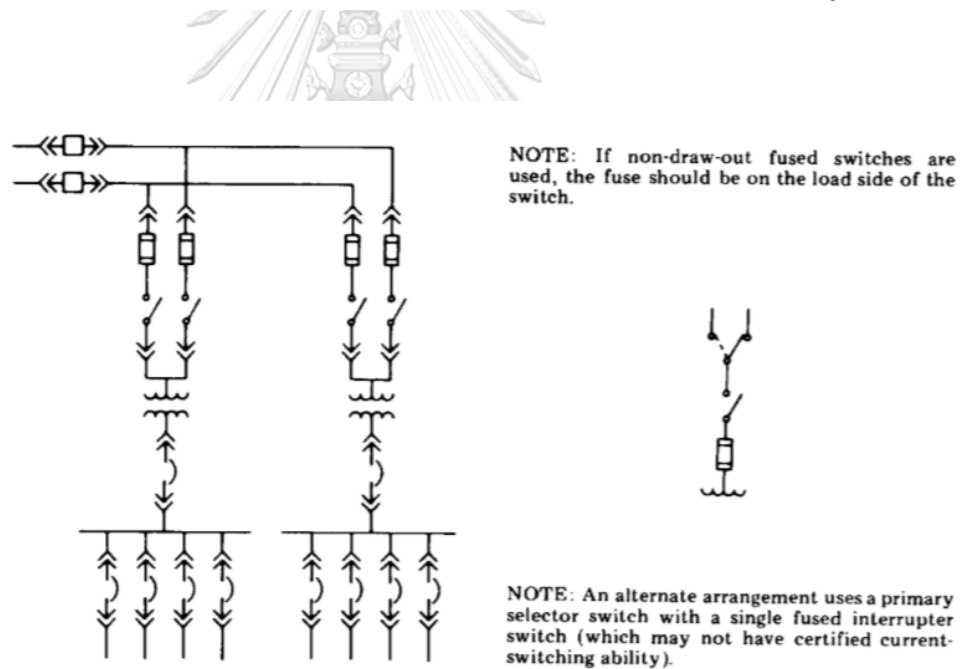 NOTE: If non-draw-out fused switches are
used, the fuse should be on the load side of the
switch.
NOTE: An alternate arrangement uses a primary
selector switch with a single fused interrupter
switch (which may not have certified current-
switching ability).